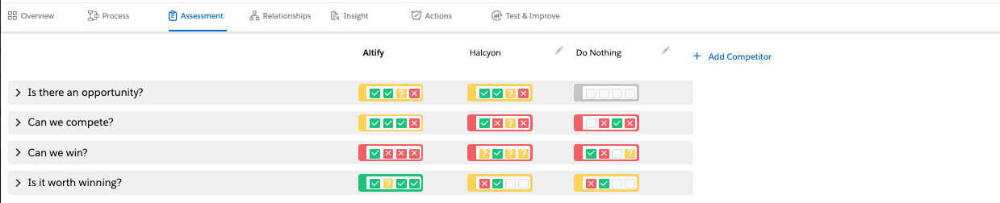 Overview Process Assessment Relationships Insight Actions Test & Improve
Altify Halcyon Do Nothing + Add Competitor
Is there an opportunity? ? ?
Can we compete? ?
Can we win? ? ? ? ?
Is it worth winning? ?